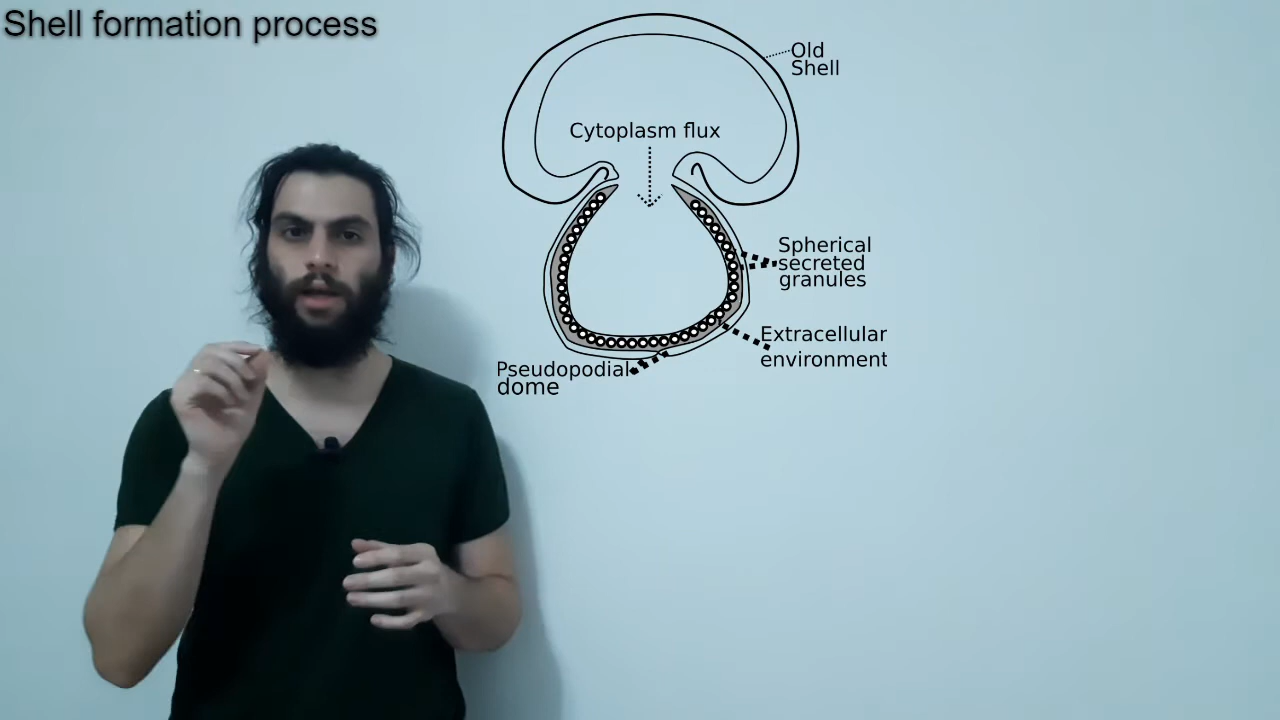 Shell formation process
Old
Shell
Cytoplasm flux
Spherical
secreted
granules
Extracellular
environment
Pseudopodial
dome